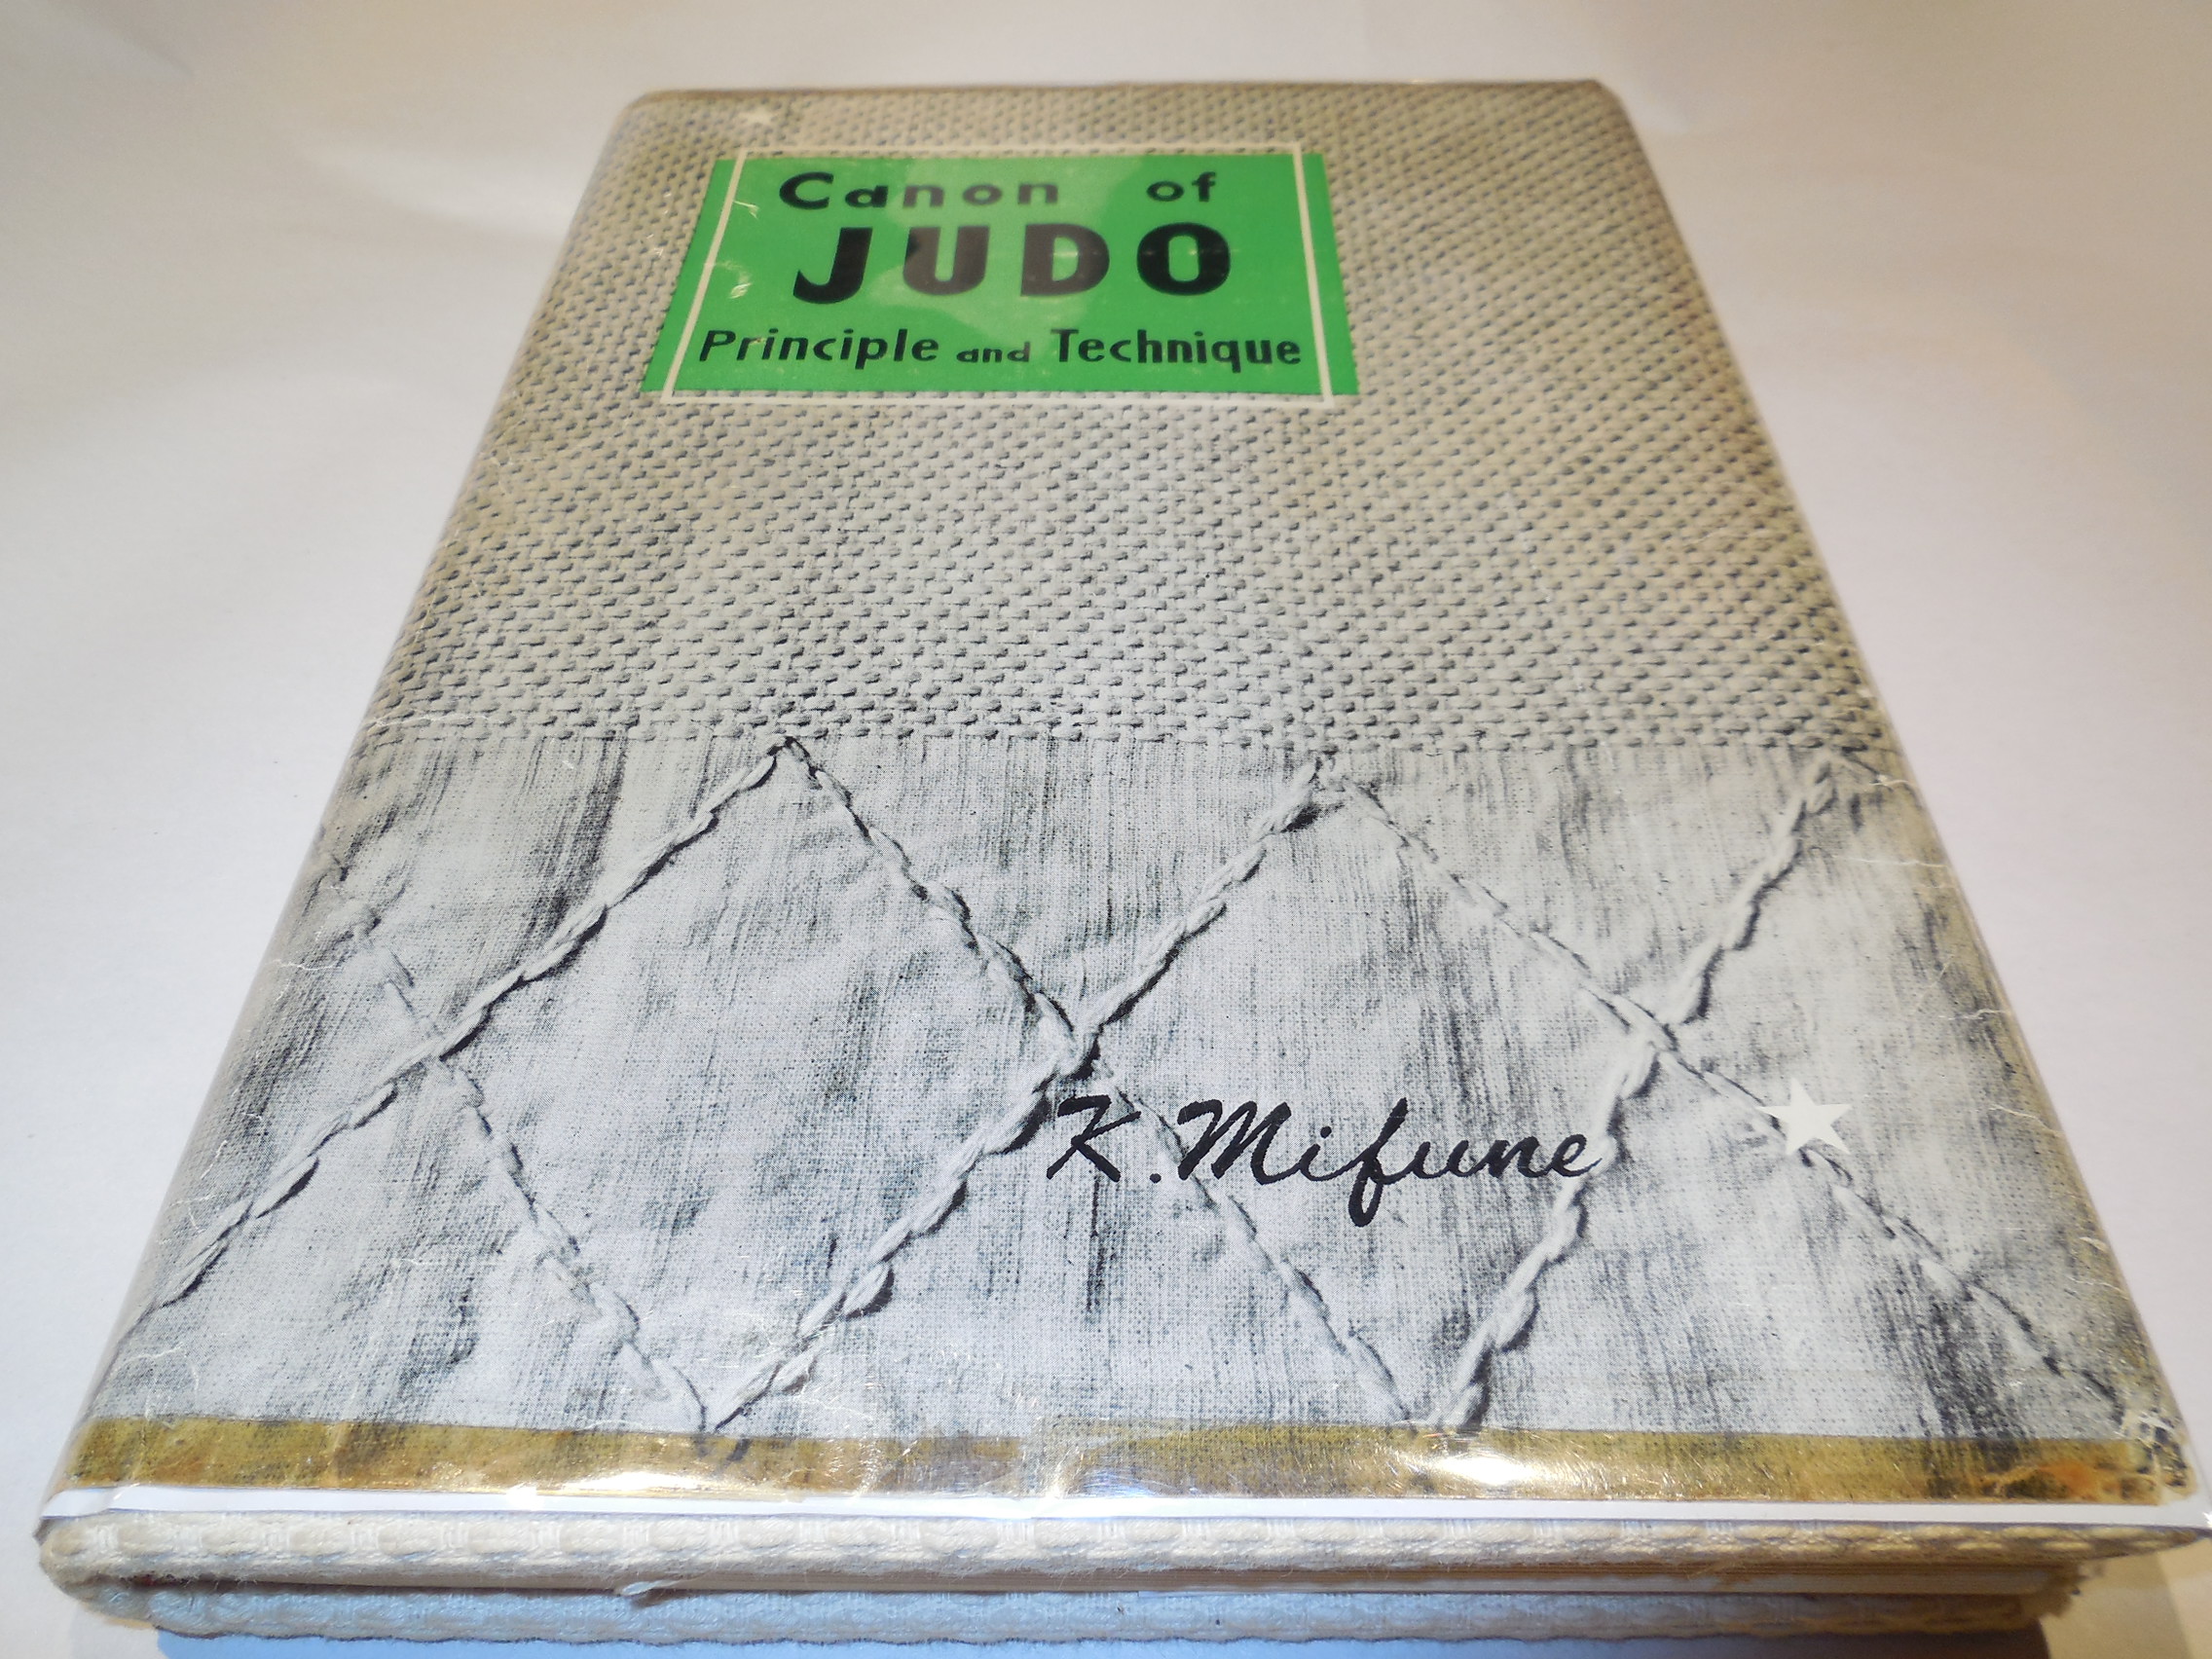 Canon of
JUDO
Principle and Technique
K. Mifune